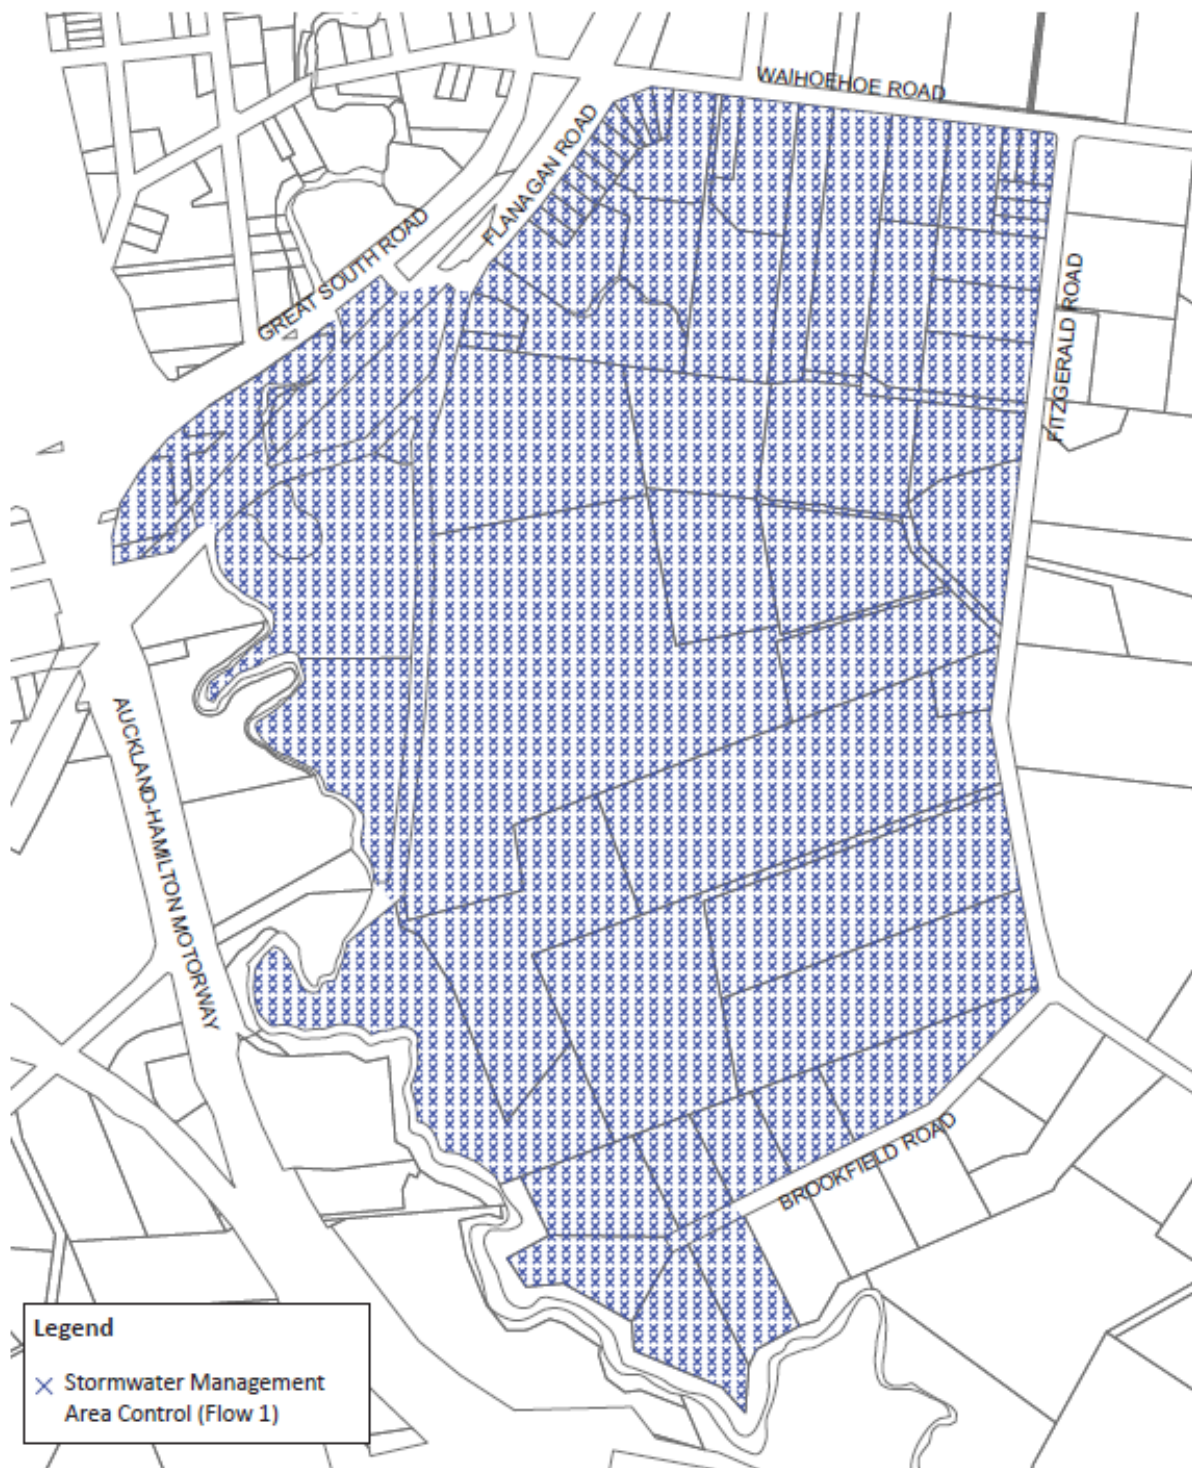 WAIHOEHOE ROAD
FLANAGAN ROAD
GREAT SOUTH ROAD
FITZGERALD ROAD
AUCKLAND-HAMILTON MOTORWAY
BROOKFIELD ROAD
Legend
Stormwater Management
Area Control (Flow 1)